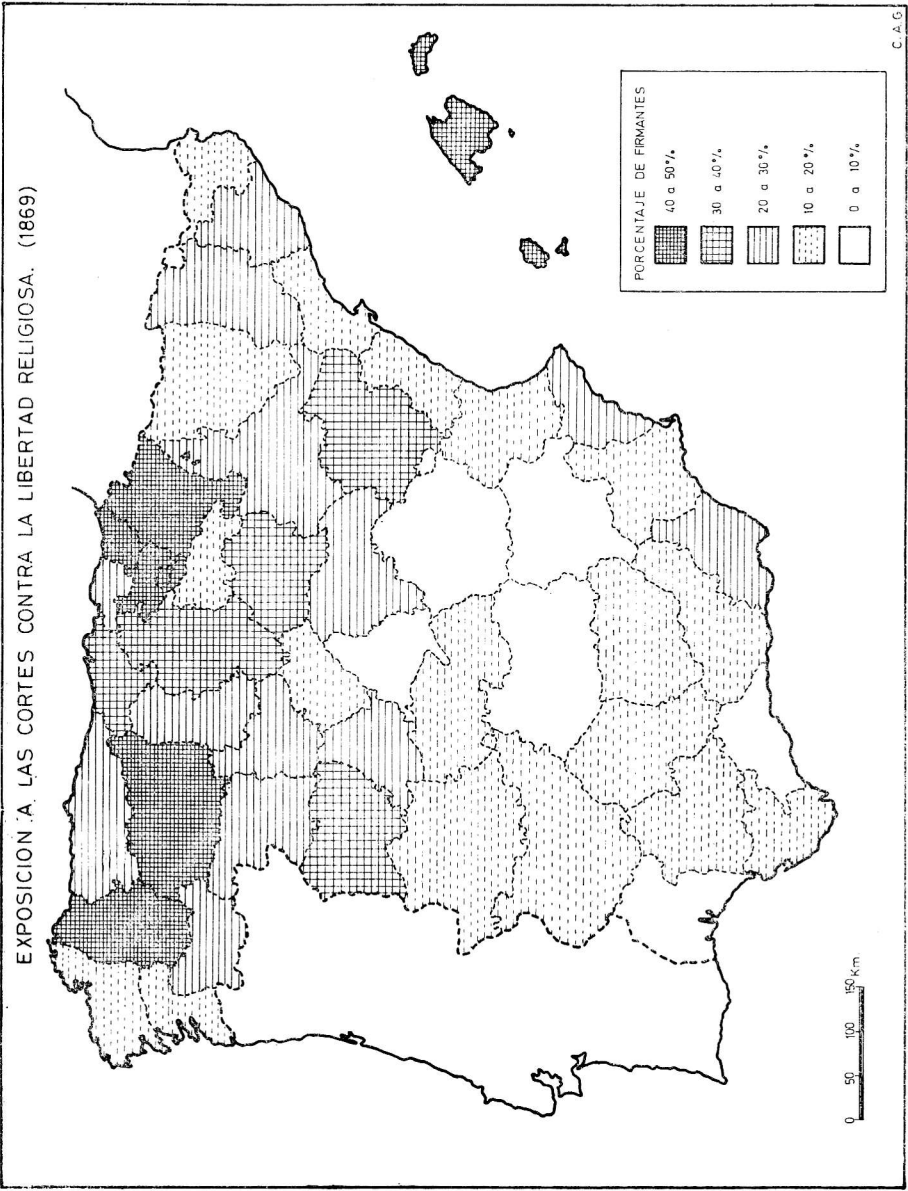 EXPOSICION A LAS CORTES CONTRA LA LIBERTAD RELIGIOSA. (1869)
PORCENTAJE DE FIRMANTES
40 a 50%
30 a 40%
20 a 30%
10 a 20%
0 a 10%
0 50 100 150 Km.
C.A.G.